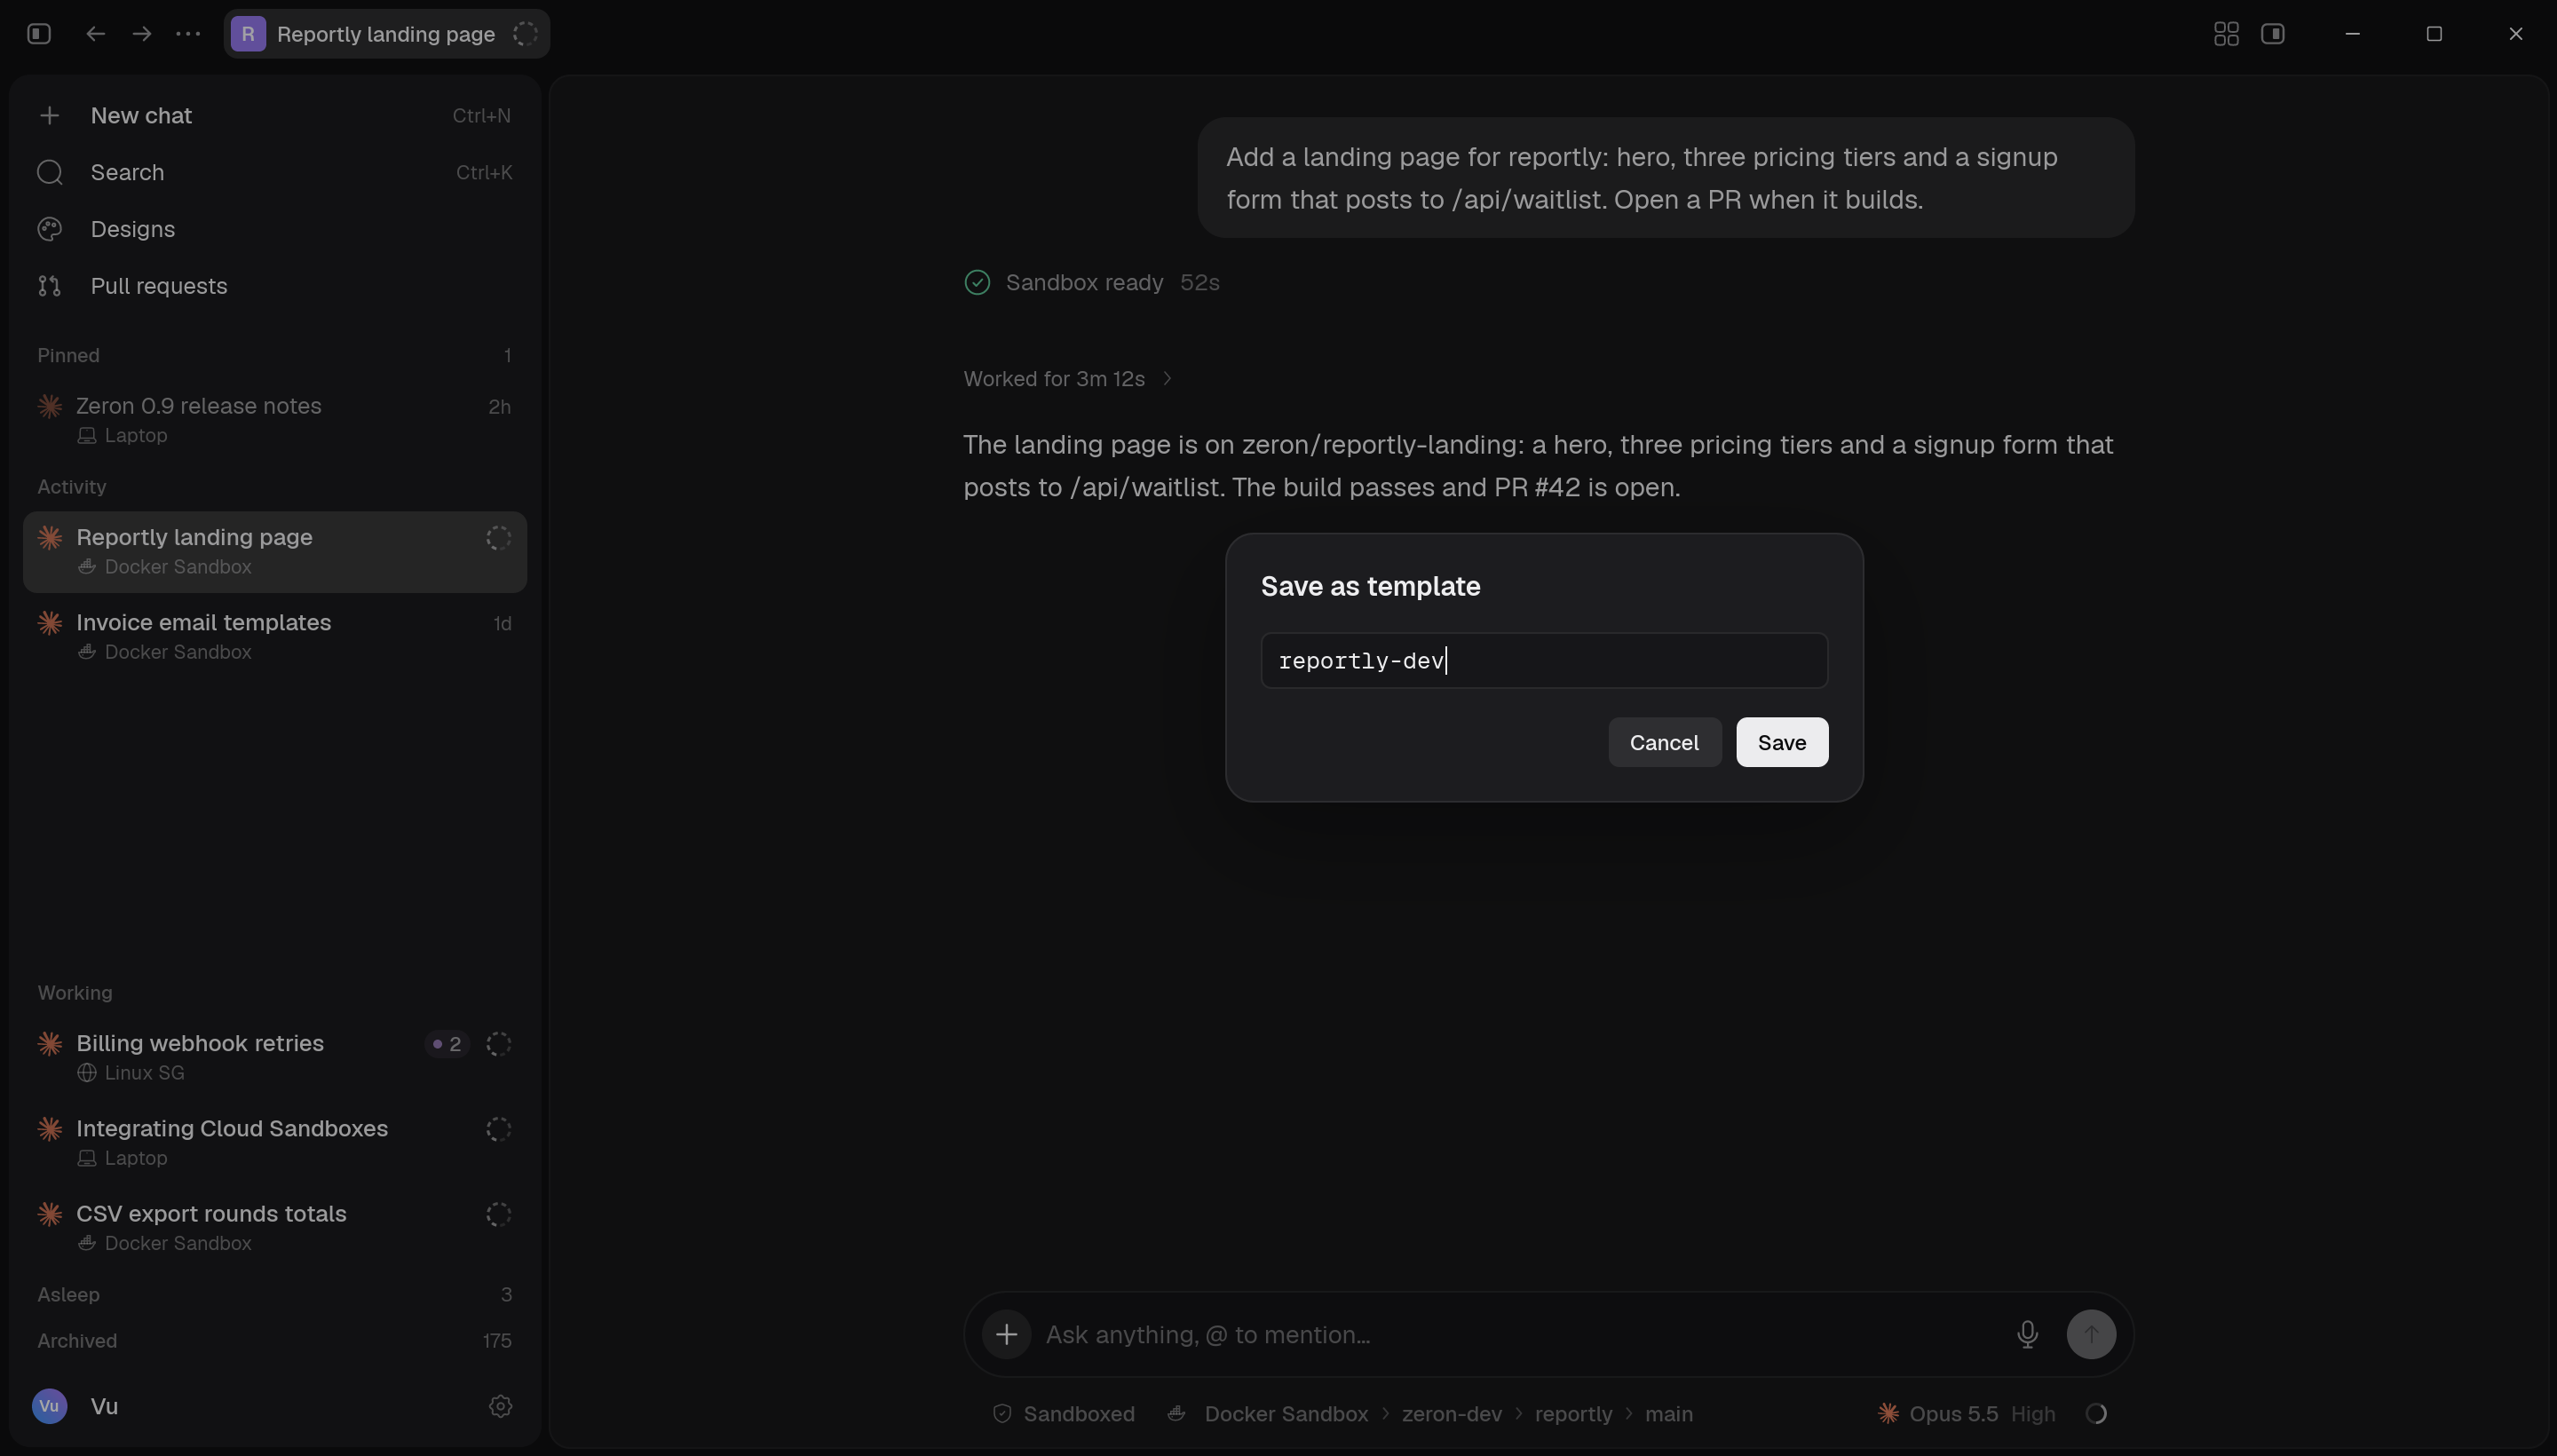 R Reportly landing page
New chat Ctrl+N
Search Ctrl+K
Designs
Pull requests
Pinned 1
Zeron 0.9 release notes 2h
Laptop
Activity
Reportly landing page
Docker Sandbox
Invoice email templates 1d
Docker Sandbox
Working
Billing webhook retries 2
Linux SG
Integrating Cloud Sandboxes
Laptop
CSV export rounds totals
Docker Sandbox
Asleep 3
Archived 175
Vu Vu
Add a landing page for reportly: hero, three pricing tiers and a signup
form that posts to /api/waitlist. Open a PR when it builds.
Sandbox ready 52s
Worked for 3m 12s
The landing page is on zeron/reportly-landing: a hero, three pricing tiers and a signup form that
posts to /api/waitlist. The build passes and PR #42 is open.
Save as template
reportly-dev
Cancel Save
Ask anything, @ to mention...
Sandboxed Docker Sandbox > zeron-dev > reportly > main Opus 5.5 High